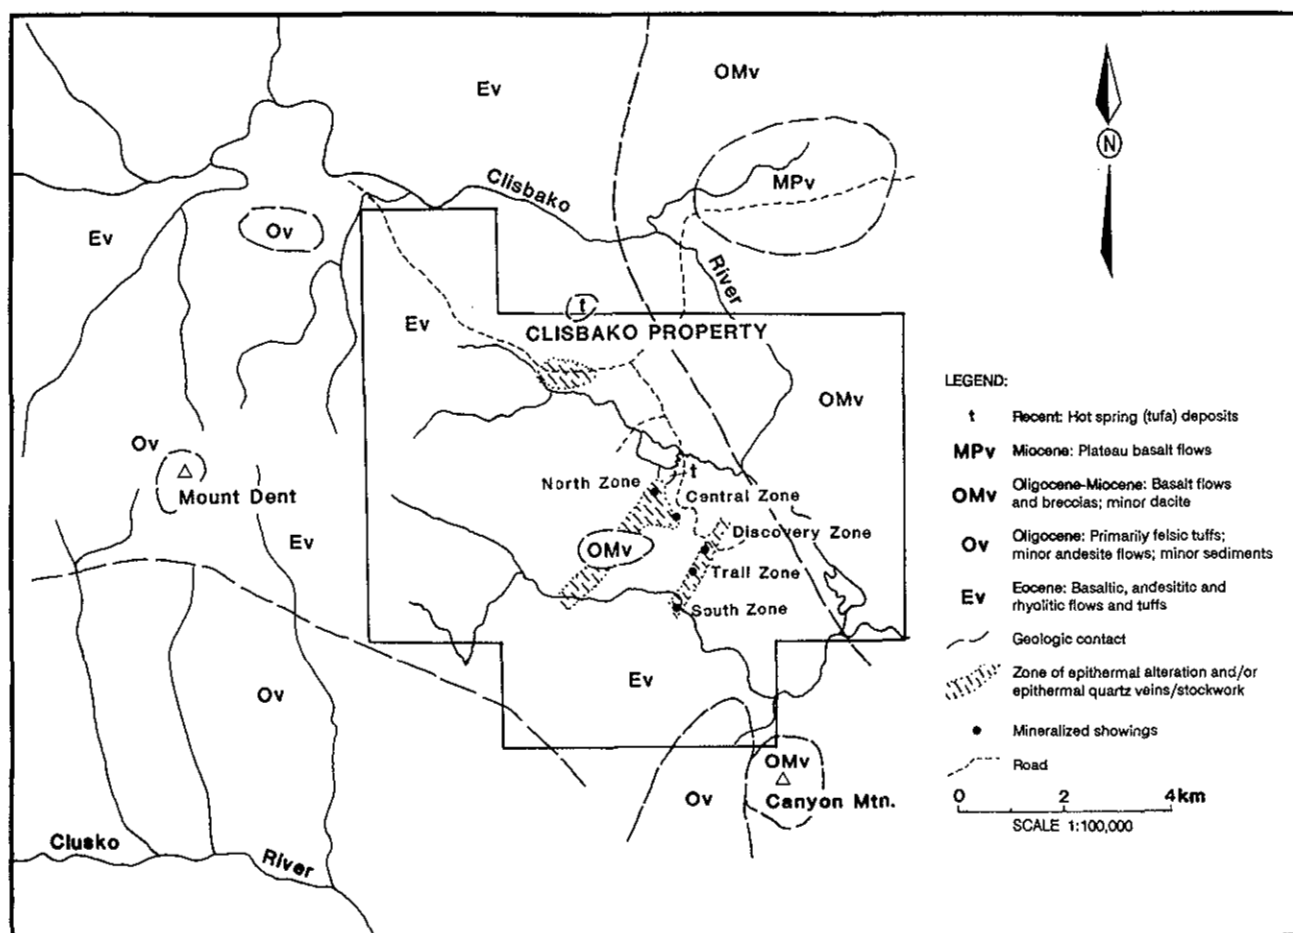 Ev
OMv
N
Clisbako
MPv
Ev
Ov
River
t
Ev
CLISBAKO PROPERTY
OMv
Ov
Mount Dent
North Zone
t
Central Zone
Discovery Zone
OMv
Ev
Trail Zone
South Zone
Ev
Ov
OMv
Ov
Canyon Mtn.
Clusko
River
LEGEND:
t Recent: Hot spring (tufa) deposits
MPv Miocene: Plateau basalt flows
OMv Oligocene-Miocene: Basalt flows
and breccias; minor dacite
Ov Oligocene: Primarily felsic tuffs;
minor andesite flows; minor sediments
Ev Eocene: Basaltic, andesitito and
rhyolitic flows and tuffs
Geologic contact
Zone of epithermal alteration and/or
epithermal quartz veins/stockwork
Mineralized showings
Road
0 2 4 km
SCALE 1:100,000